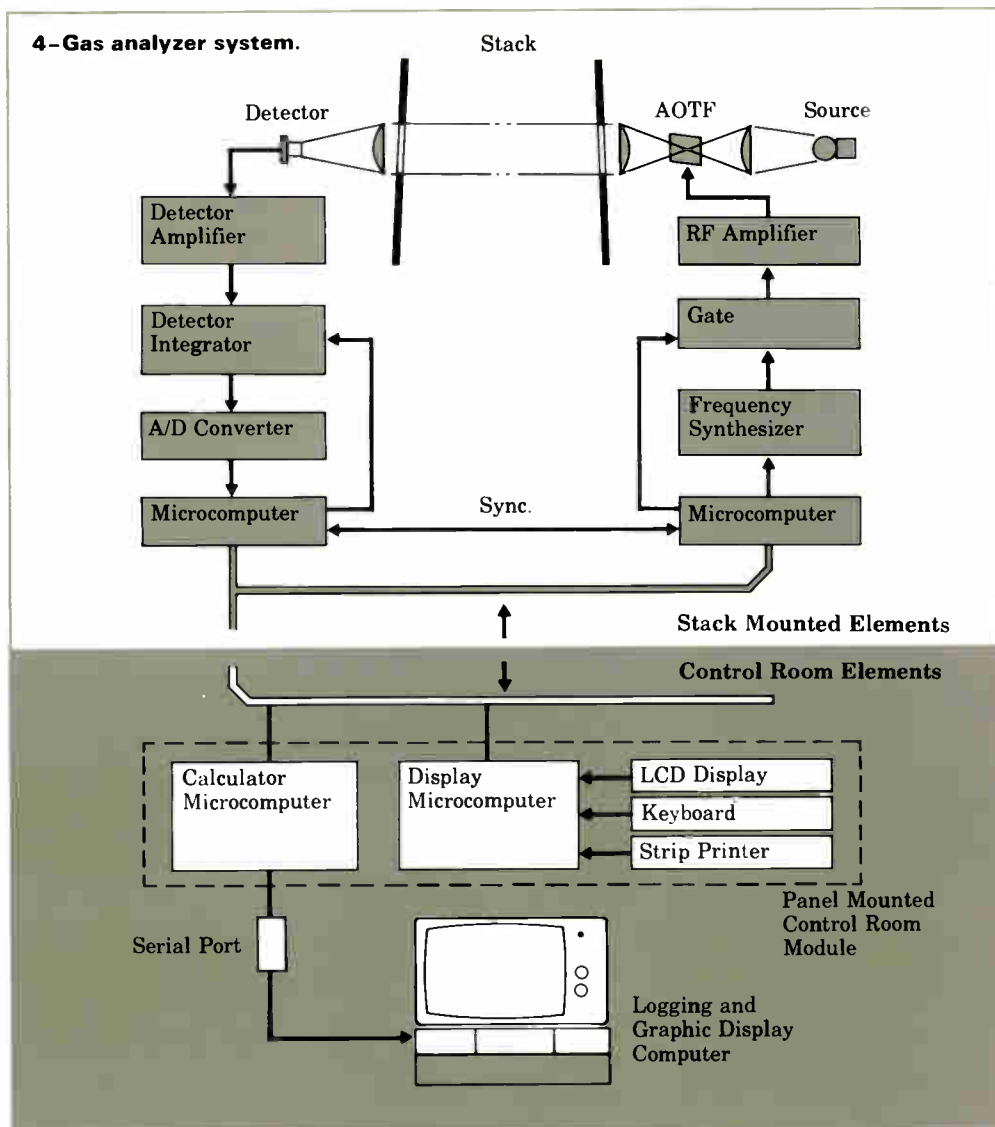 4–Gas analyzer system.
Stack
Detector
AOTF
Source
Detector
Amplifier
RF Amplifier
Detector
Integrator
Gate
A/D Converter
Frequency
Synthesizer
Microcomputer
Sync.
Microcomputer
Stack Mounted Elements
Control Room Elements
Calculator
Microcomputer
Display
Microcomputer
LCD Display
Keyboard
Strip Printer
Panel Mounted
Control Room
Module
Serial Port
Logging and
Graphic Display
Computer